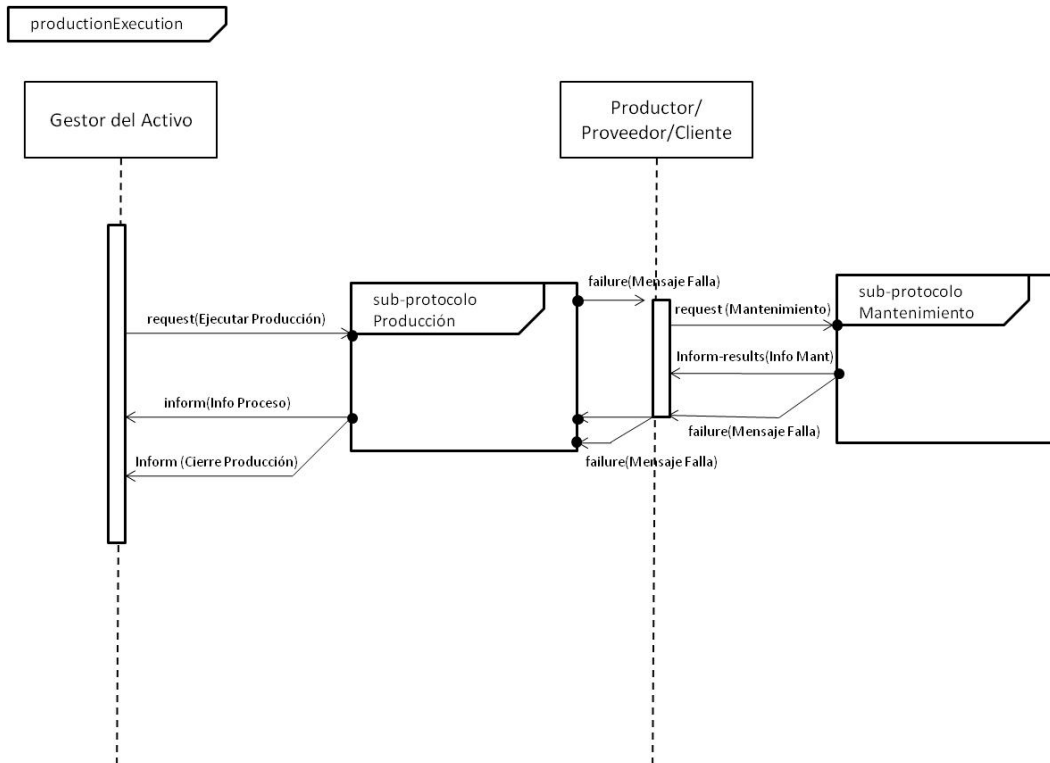 productionExecution
Gestor del Activo
Productor/
Proveedor/Cliente
failure(Mensaje Falla)
sub-protocolo
Producción
sub-protocolo
Mantenimiento
request(Ejecutar Producción)
request (Mantenimiento)
Inform-results(Info Mant)
inform(Info Proceso)
failure(Mensaje Falla)
Inform (Cierre Producción)
failure(Mensaje Falla)